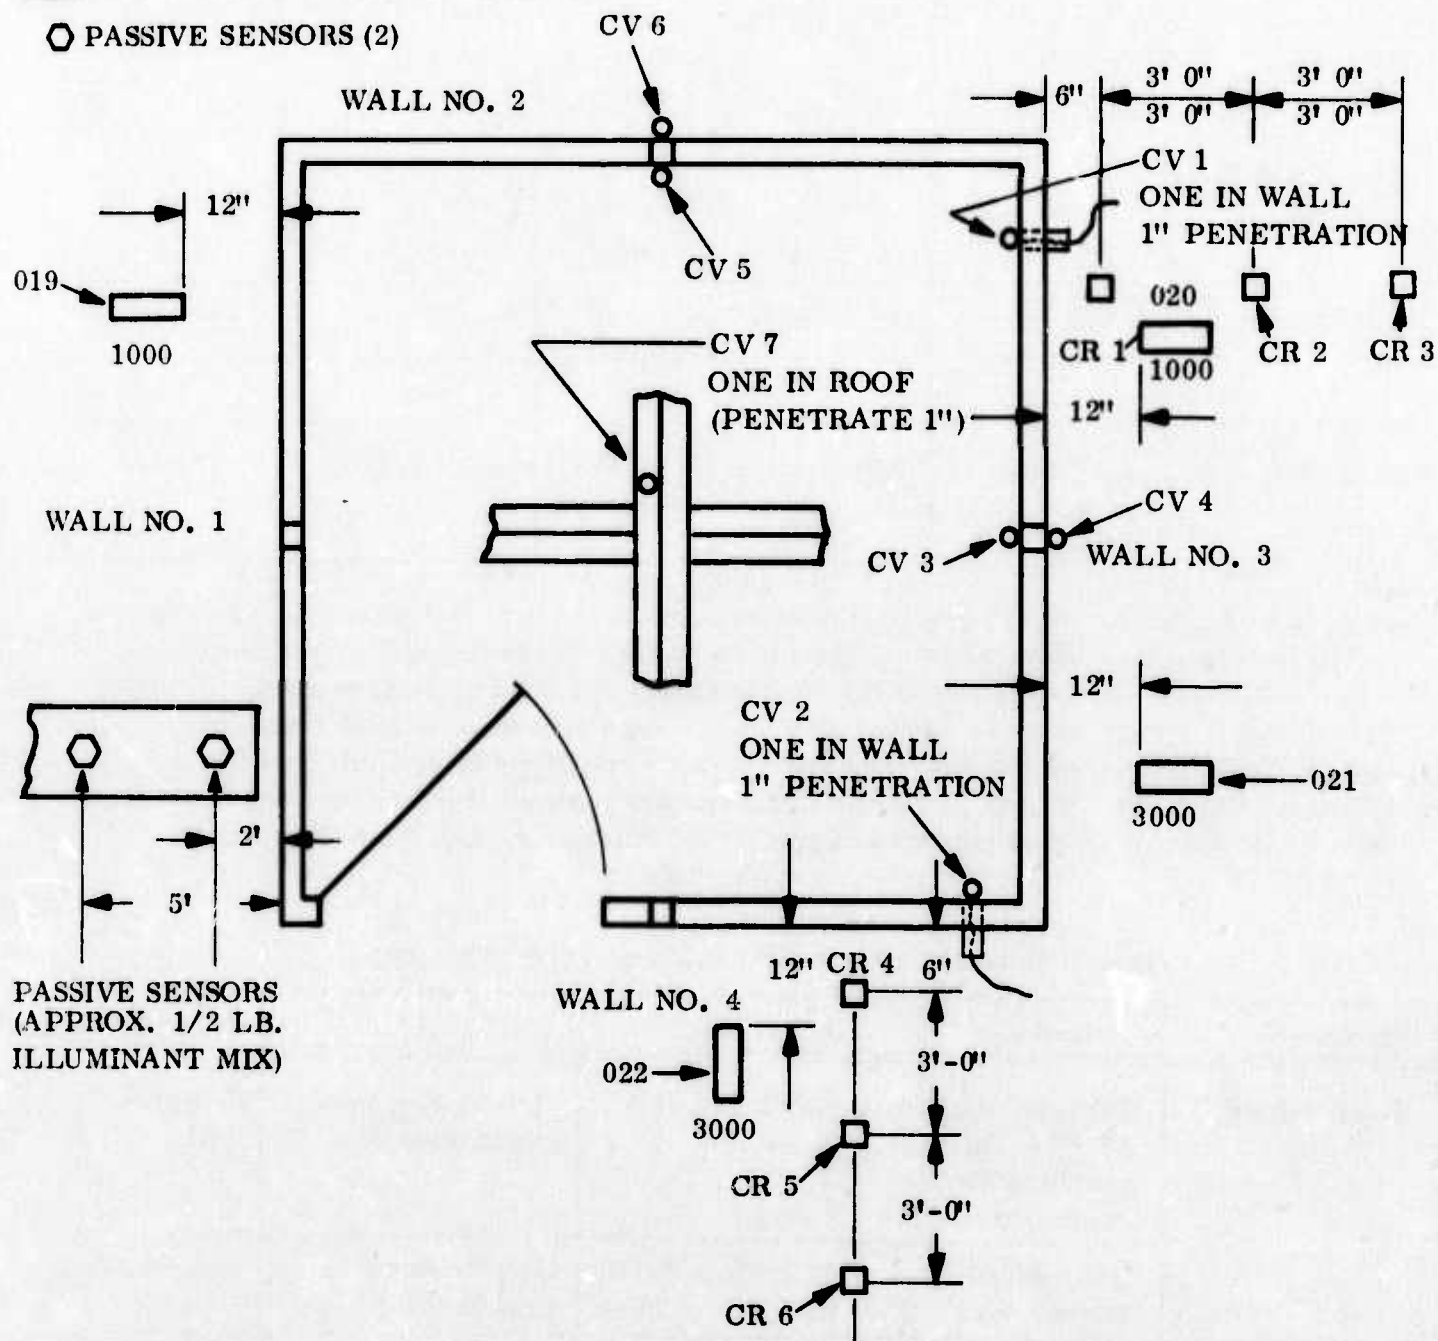 PASSIVE SENSORS (2)
CV 6
WALL NO. 2
6"
3' 0"
3' 0"
3' 0"
3' 0"
CV 1
ONE IN WALL
1" PENETRATION
12"
CV 5
019
1000
020
CR 1
1000
CR 2
CR 3
CV 7
ONE IN ROOF
(PENETRATE 1")
12"
WALL NO. 1
CV 4
CV 3
WALL NO. 3
12"
CV 2
ONE IN WALL
1" PENETRATION
021
3000
2'
5'
PASSIVE SENSORS
(APPROX. 1/2 LB.
ILLUMINANT MIX)
12"
CR 4
6"
WALL NO. 4
022
3000
3'-0"
CR 5
3'-0"
CR 6